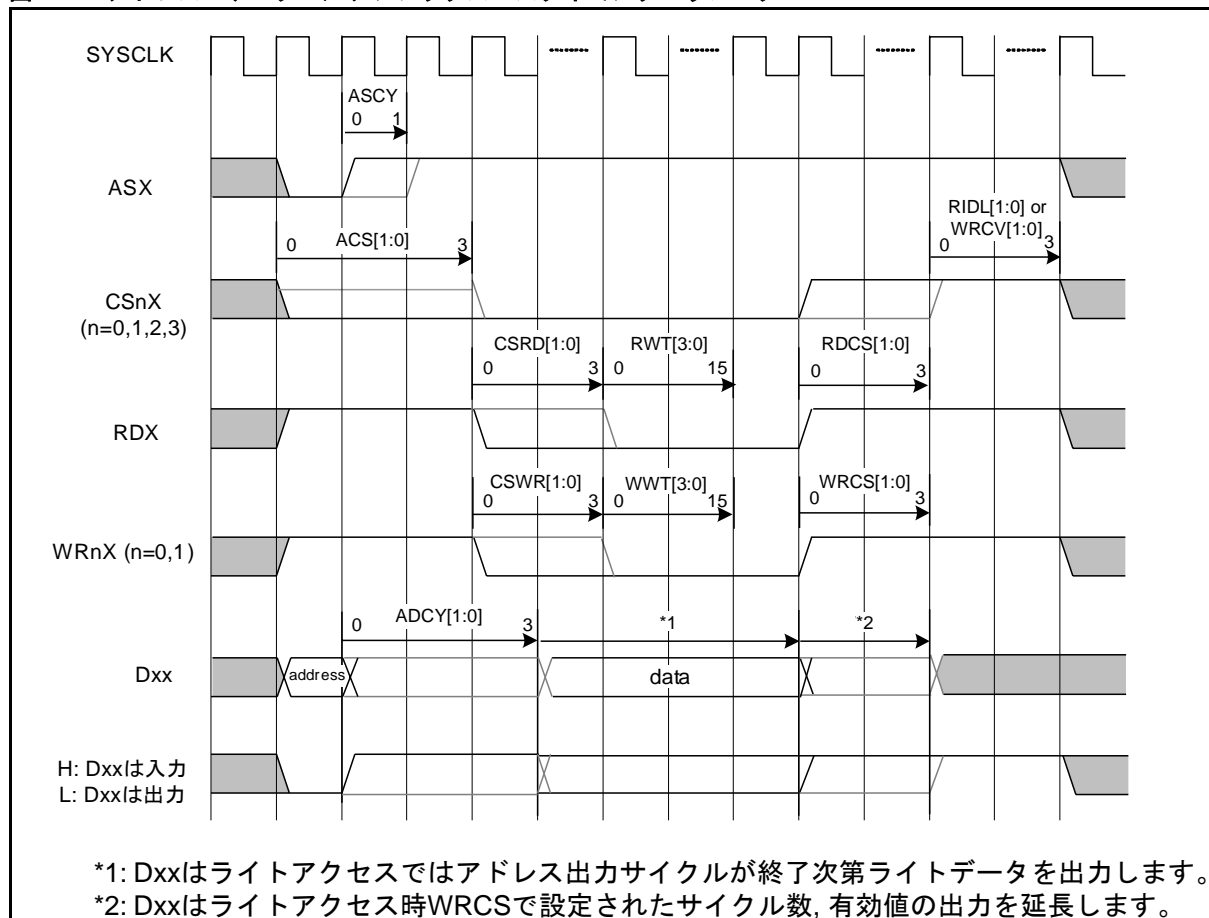 SYSCLK
ASCY
0 1
ASX
RIDL[1:0] or
WRCV[1:0]
0 3
0 ACS[1:0] 3
CSnX
(n=0,1,2,3)
CSRD[1:0] RWT[3:0] RDCS[1:0]
0 3 0 15 0 3
RDX
CSWR[1:0] WWT[3:0] WRCS[1:0]
0 3 0 15 0 3
WRnX (n=0,1)
0 ADCY[1:0] 3 *1 *2
Dxx address data
H: Dxxは入力
L: Dxxは出力
*1: Dxxはライトアクセスではアドレス出力サイクルが終了次第ライトデータを出力します。
*2: Dxxはライトアクセス時WRCSで設定されたサイクル数, 有効値の出力を延長します。